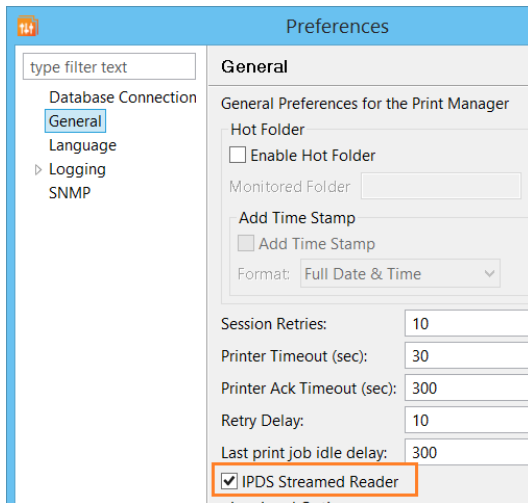 Preferences
type filter text
Database Connection
General
Language
Logging
SNMP
General
General Preferences for the Print Manager
Hot Folder
Enable Hot Folder
Monitored Folder
Add Time Stamp
Add Time Stamp
Format: Full Date & Time
Session Retries: 10
Printer Timeout (sec): 30
Printer Ack Timeout (sec): 300
Retry Delay: 10
Last print job idle delay: 300
IPDS Streamed Reader